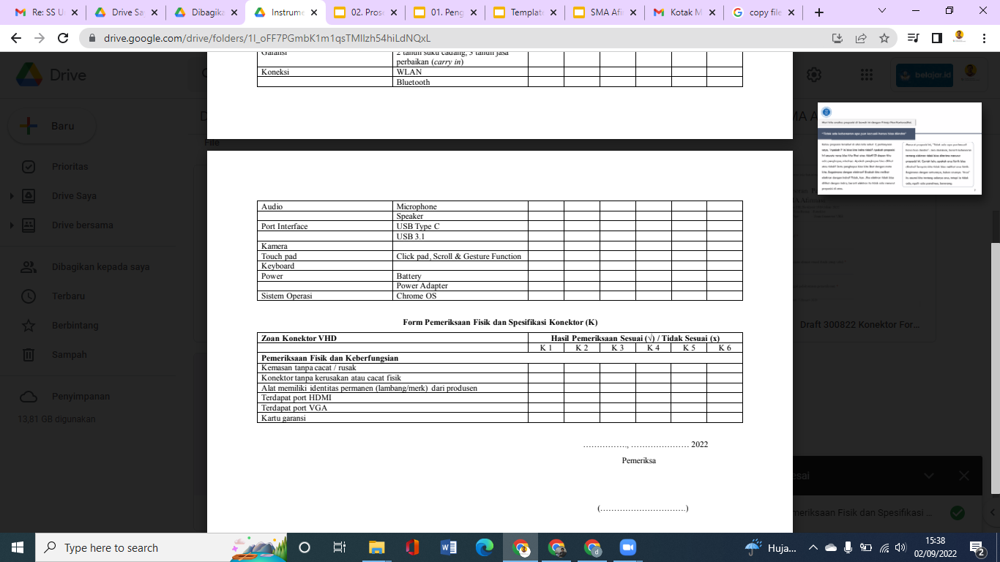 Re: SS U
Drive Sa
Dibagika
Instrume
02. Pros
01. Peng
Template
SMA Afi
Kotak M
copy file
drive.google.com/drive/folders/1I_oFF7PGmbK1m1qsTMIlzh54hiLdNQxL
Drive
belajar.id
Baru
Prioritas
Drive Saya
Drive bersama
Dibagikan kepada saya
Terbaru
Berbintang
Sampah
Penyimpanan
13,81 GB digunakan
File
Garansi 2 tahun suku cadang, 3 tahun jasa
perbaikan (carry in)
Koneksi WLAN
Bluetooth
Audio Microphone
Speaker
Port Interface USB Type C
USB 3.1
Kamera
Touch pad Click pad, Scroll & Gesture Function
Keyboard
Power Battery
Power Adapter
Sistem Operasi Chrome OS
Form Pemeriksaan Fisik dan Spesifikasi Konektor (K)
Zoan Konektor VHD Hasil Pemeriksaan Sesuai (√) / Tidak Sesuai (x)
K 1 K 2 K 3 K 4 K 5 K 6
Pemeriksaan Fisik dan Keberfungsian
Kemasan tanpa cacat / rusak
Konektor tanpa kerusakan atau cacat fisik
Alat memiliki identitas permanen (lambang/merk) dari produsen
Terdapat port HDMI
Terdapat port VGA
Kartu garansi
……………., ………………… 2022
Pemeriksa
(………………………….)
Draft 300822 Konektor For...
esai
meriksaan Fisik dan Spesifikasi ...
Type here to search
Huja...
15:38
02/09/2022
2